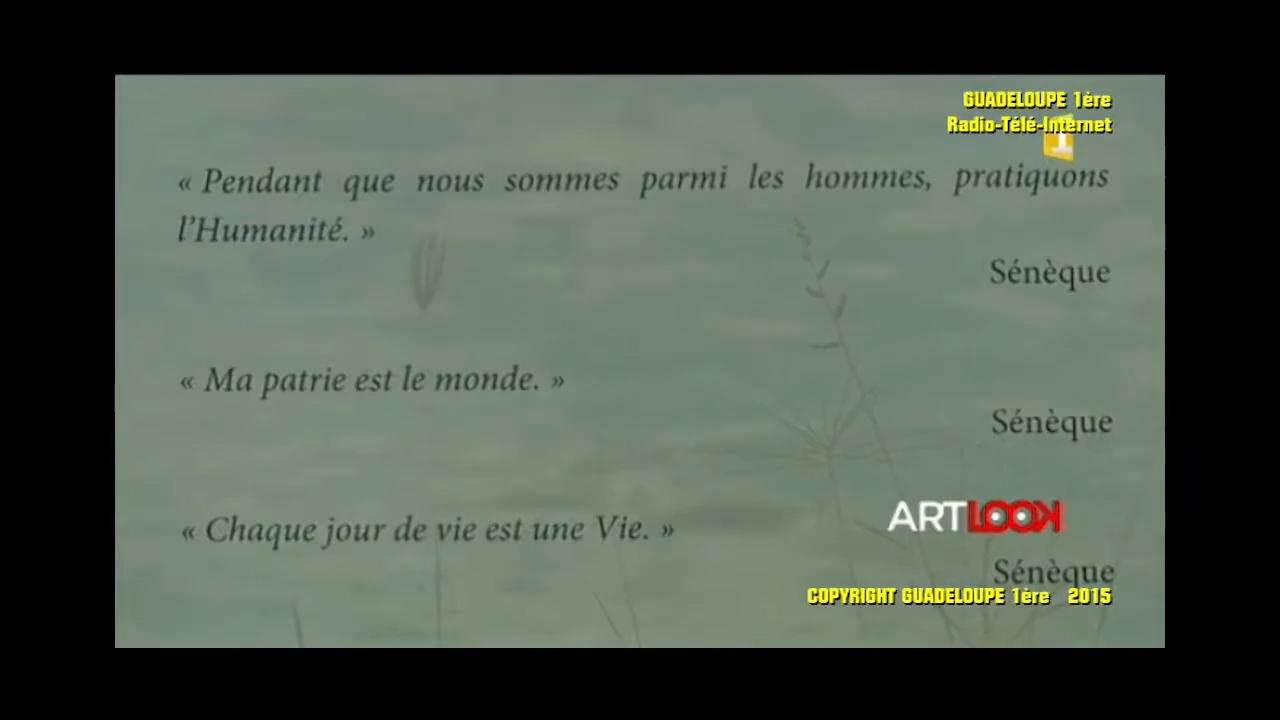 GUADELOUPE 1ère
Radio-Télé-Internet
1
« Pendant que nous sommes parmi les hommes, pratiquons
l’Humanité. »
Sénèque
« Ma patrie est le monde. »
Sénèque
« Chaque jour de vie est une Vie. »
ARTLOOK
Sénèque
COPYRIGHT GUADELOUPE 1ère 2015